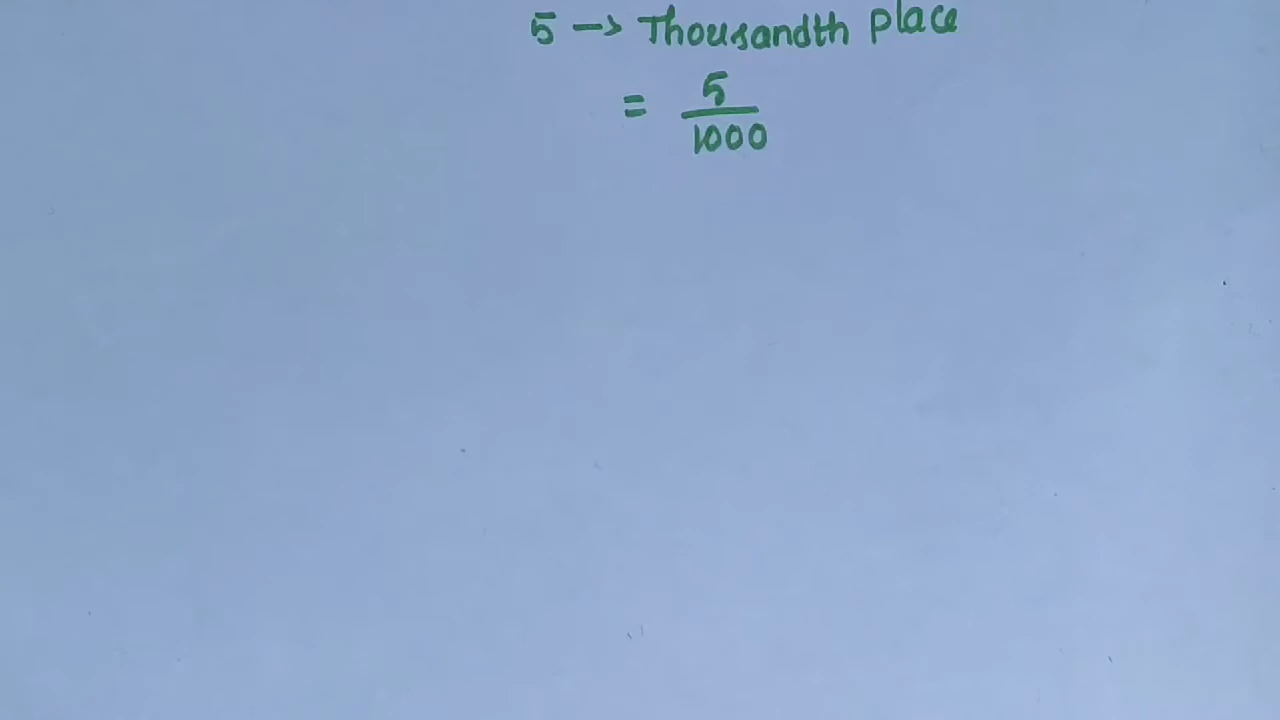 5 → Thousandth place
= 5/1000